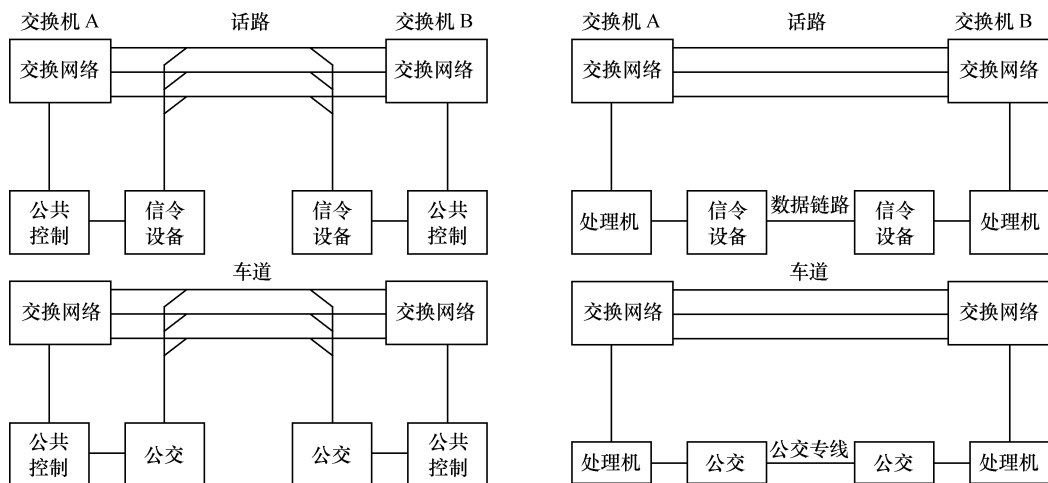 交换机 A 话路 交换机 B
交换网络 交换网络
公共
控制
信令
设备
信令
设备
公共
控制
交换机 A 话路 交换机 B
交换网络 交换网络
处理机
信令
设备
数据链路
信令
设备
处理机
车道
交换网络 交换网络
公共
控制
公交
公交
公共
控制
车道
交换网络 交换网络
处理机 公交 公交专线 公交 处理机